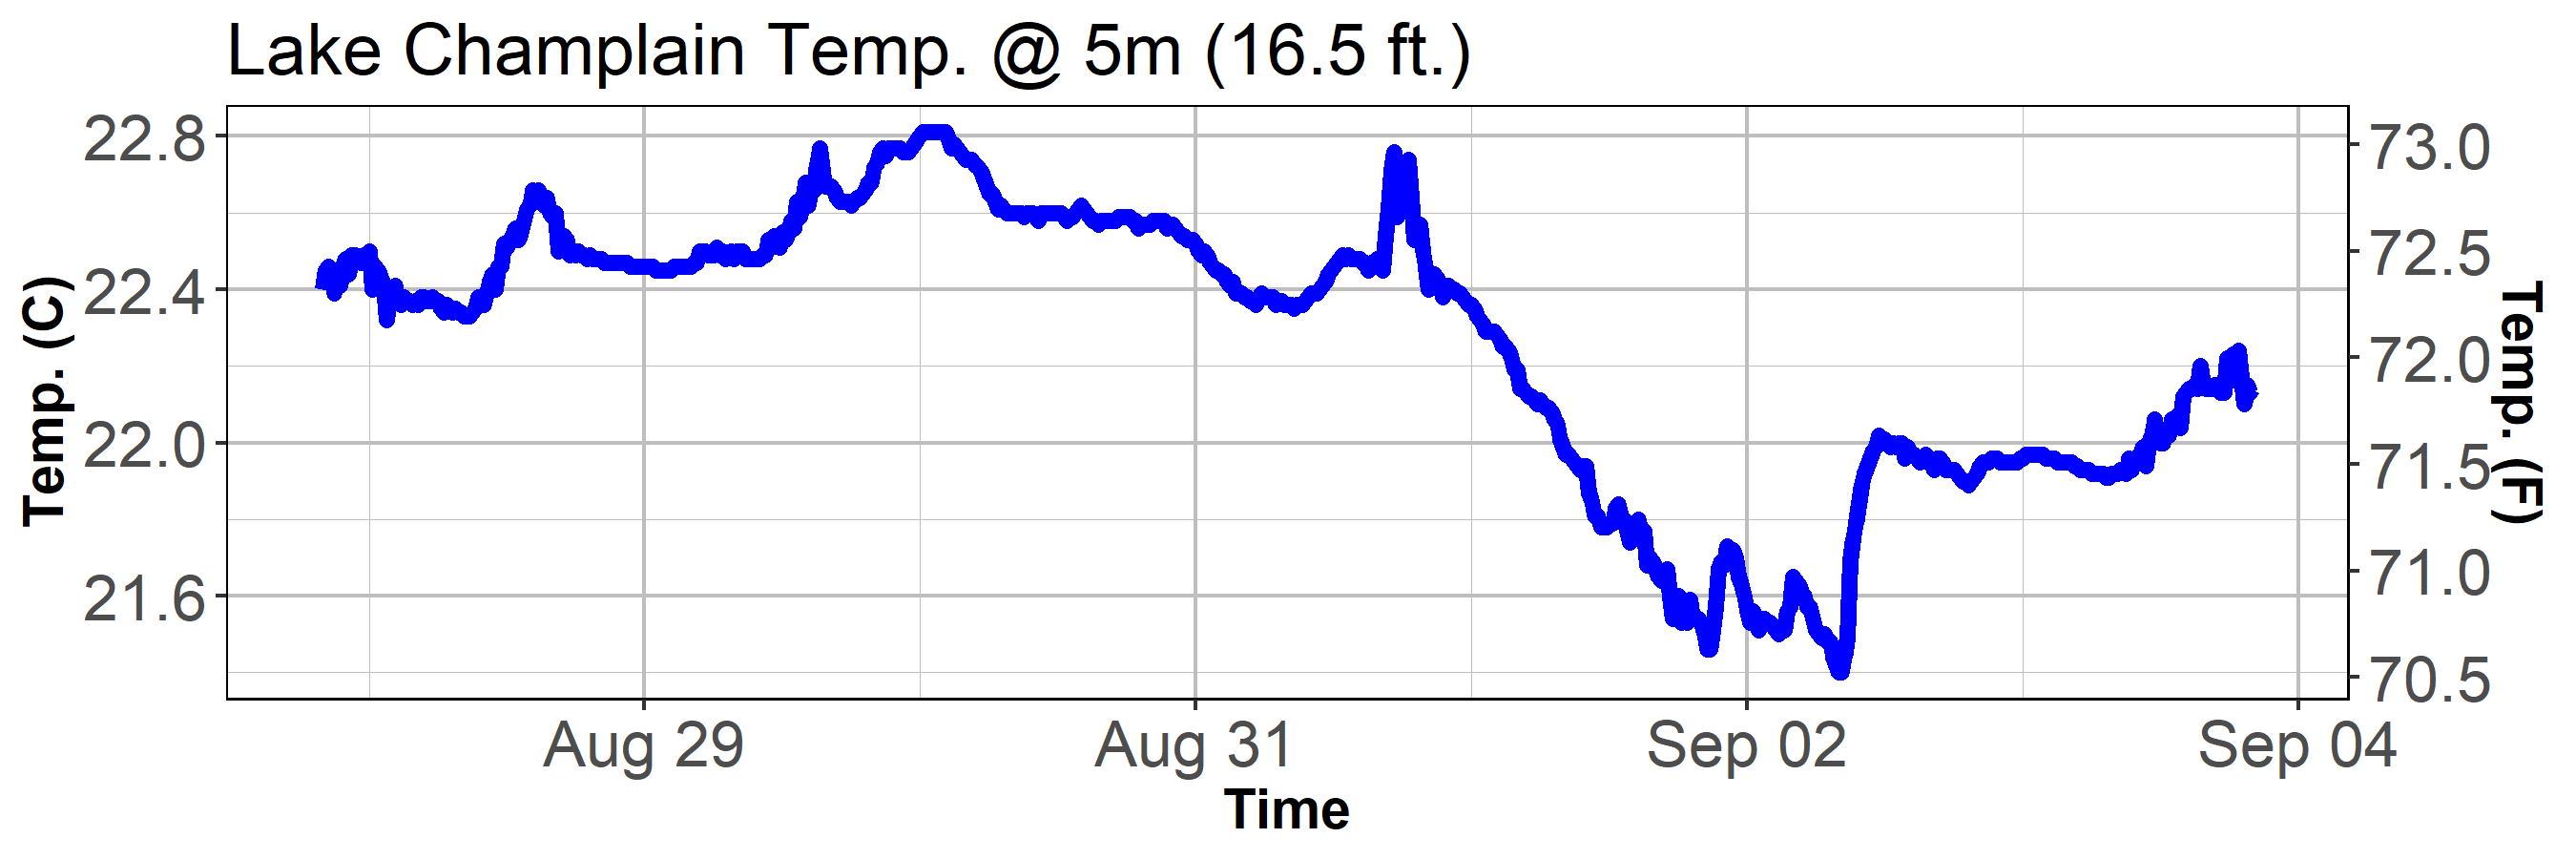 Lake Champlain Temp. @ 5m (16.5 ft.)
Temp. (C)
22.8
22.4
22.0
21.6
73.0
72.5
72.0
71.5
71.0
70.5
Temp. (F)
Aug 29
Aug 31
Sep 02
Sep 04
Time